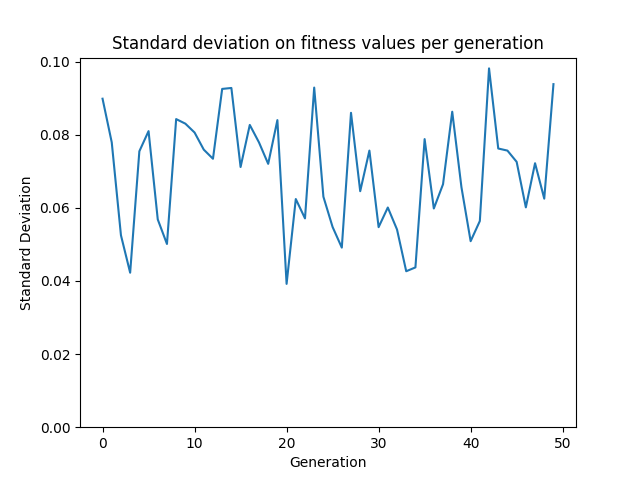 Standard deviation on fitness values per generation
0.10
0.08
0.06
0.04
0.02
0.00
Standard Deviation
0 10 20 30 40 50
Generation